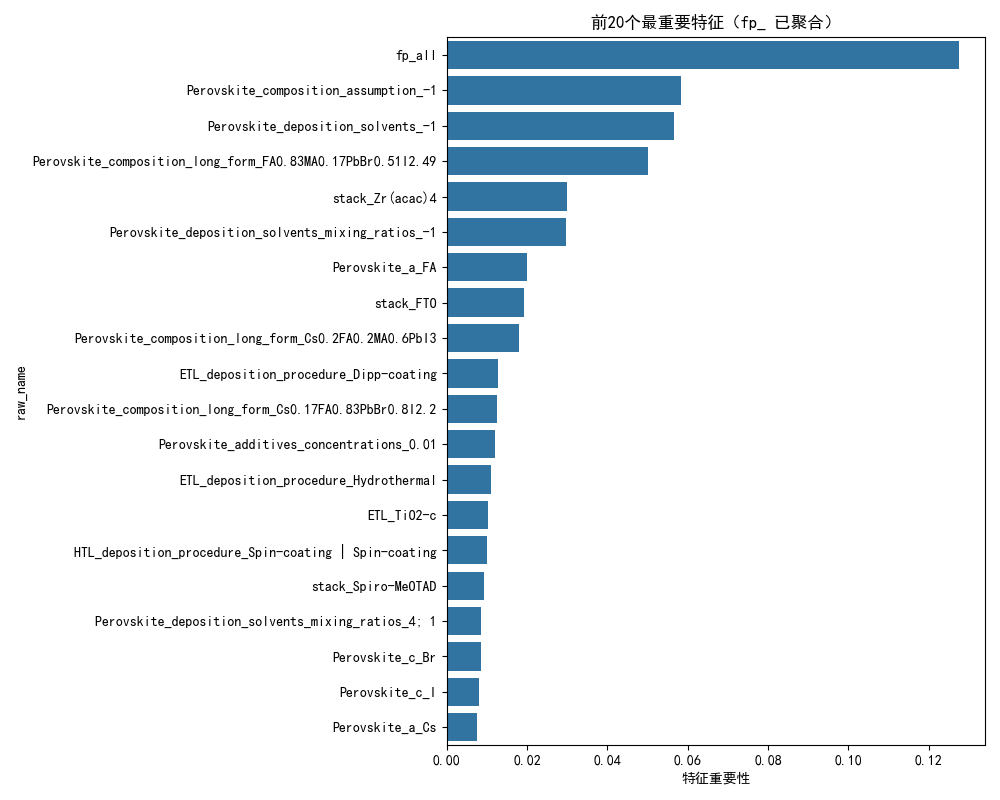 前20个最重要特征（fp_ 已聚合）
fp_all
Perovskite_composition_assumption_-1
Perovskite_deposition_solvents_-1
Perovskite_composition_long_form_FA0.83MA0.17PbBr0.51I2.49
stack_Zr(acac)4
Perovskite_deposition_solvents_mixing_ratios_-1
Perovskite_a_FA
stack_FTO
Perovskite_composition_long_form_Cs0.2FA0.2MA0.6PbI3
ETL_deposition_procedure_Dipp-coating
Perovskite_composition_long_form_Cs0.17FA0.83PbBr0.8I2.2
Perovskite_additives_concentrations_0.01
ETL_deposition_procedure_Hydrothermal
ETL_TiO2-c
HTL_deposition_procedure_Spin-coating | Spin-coating
stack_Spiro-MeOTAD
Perovskite_deposition_solvents_mixing_ratios_4; 1
Perovskite_c_Br
Perovskite_c_I
Perovskite_a_Cs
raw_name
0.00 0.02 0.04 0.06 0.08 0.10 0.12
特征重要性